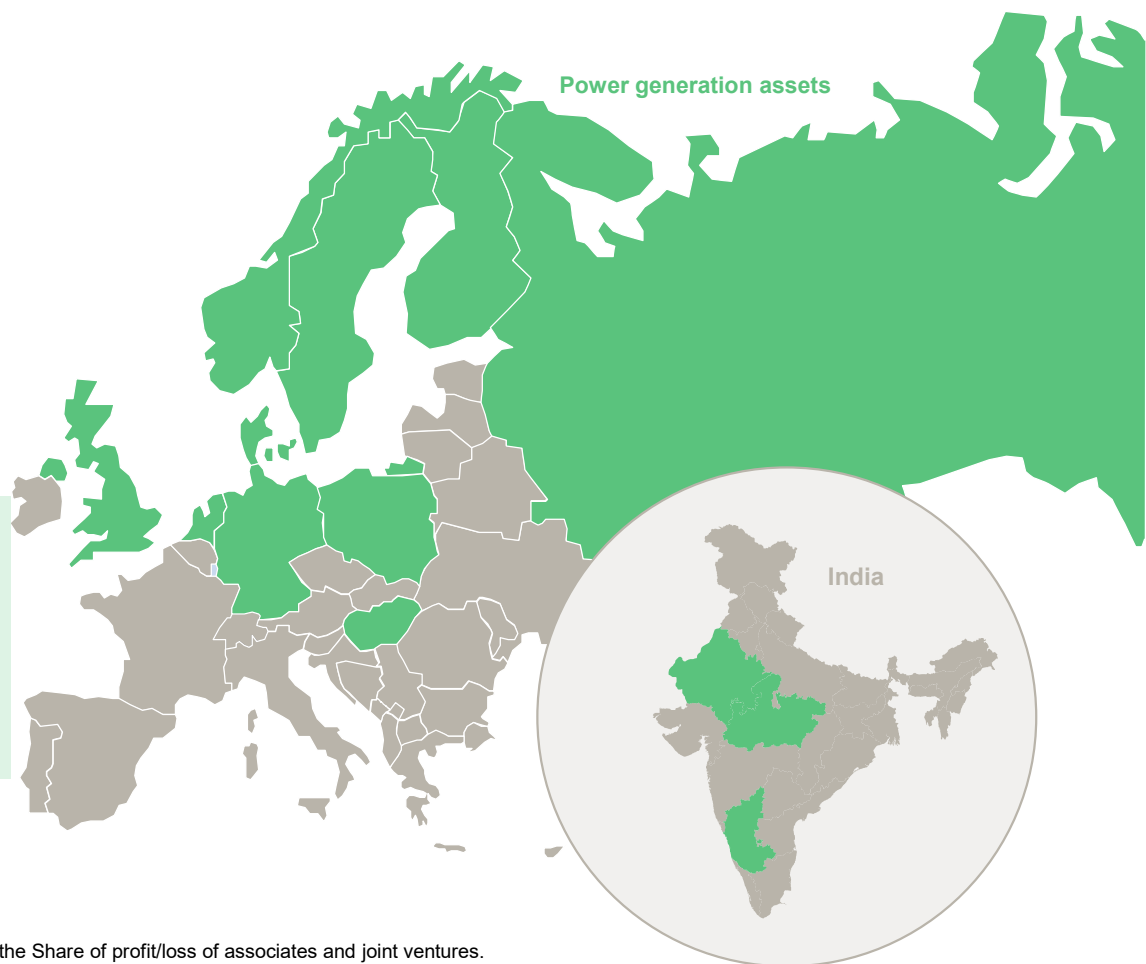 Power generation assets
India
the Share of profit/loss of associates and joint ventures.